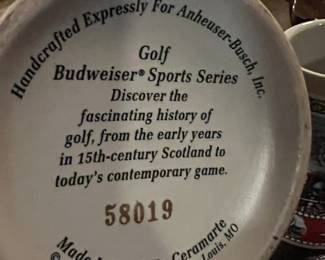 Handcrafted Expressly For Anheuser-Busch, Inc.
Golf
Budweiser® Sports Series
Discover the
fascinating history of
golf, from the early years
in 15th-century Scotland to
today's contemporary game.
58019
Made Ceramarte
© Louis, MO